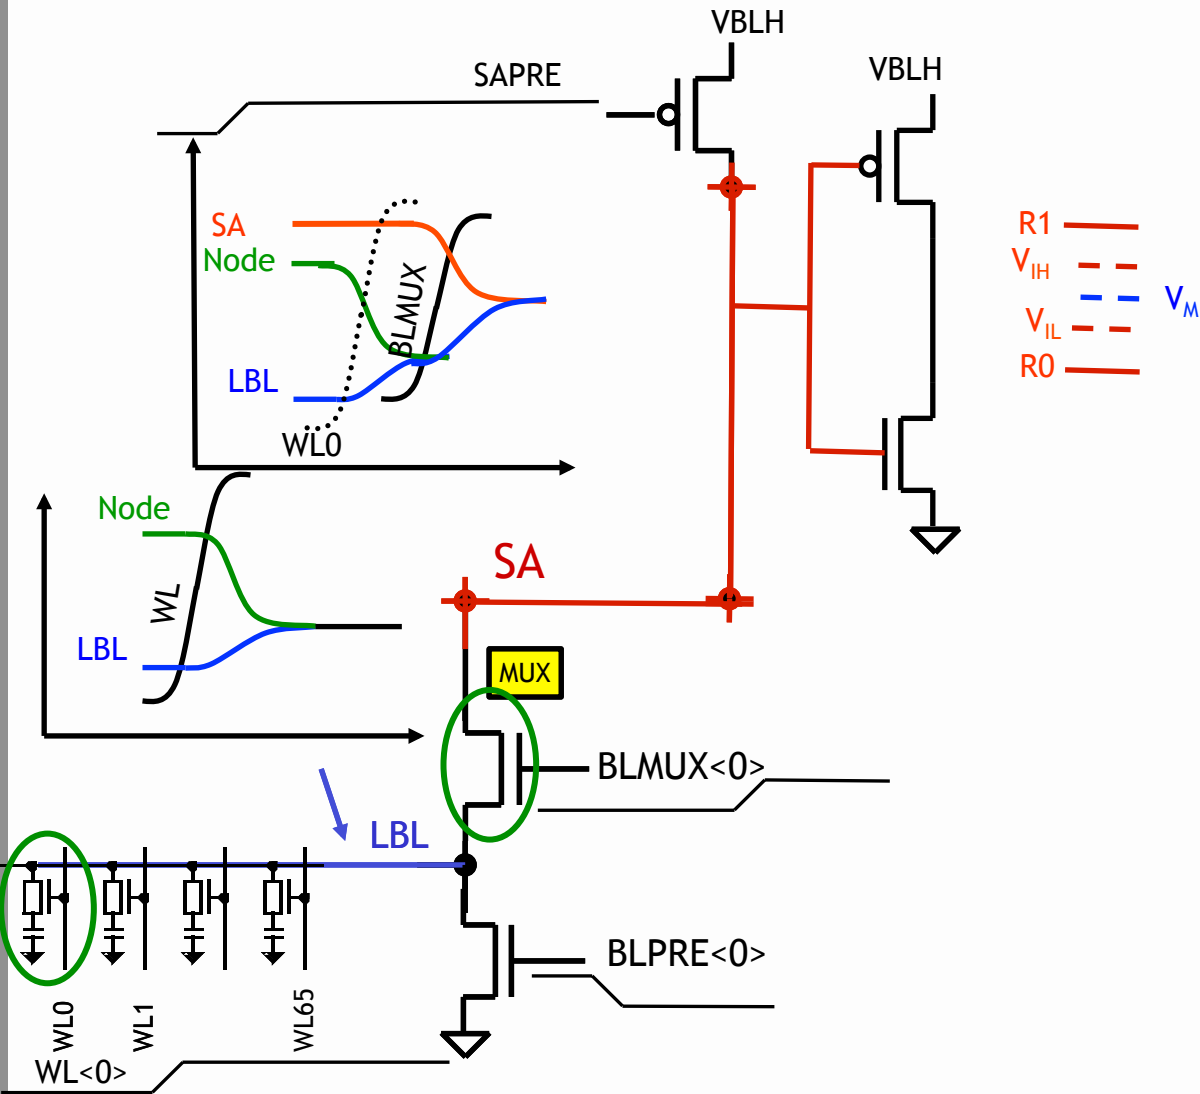 VBLH
SAPRE
VBLH
SA
Node
BLMUX
LBL
WL0
R1
VIH
VM
VIL
R0
Node
WL
LBL
SA
MUX
BLMUX<0>
LBL
BLPRE<0>
WL0
WL1
WL65
WL<0>